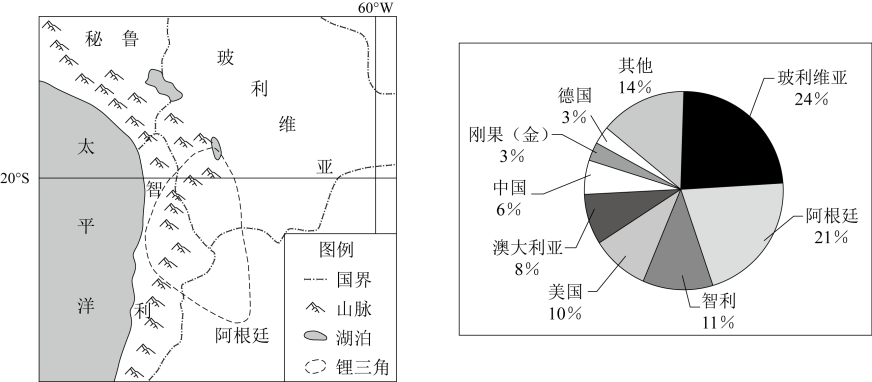 60°W
秘鲁
玻
利
维
亚
太
平
洋
20°S
智
利
阿根廷
图例
国界
山脉
湖泊
锂三角
其他
14%
德国
3%
刚果（金）
3%
中国
6%
澳大利亚
8%
美国
10%
智利
11%
阿根廷
21%
玻利维亚
24%